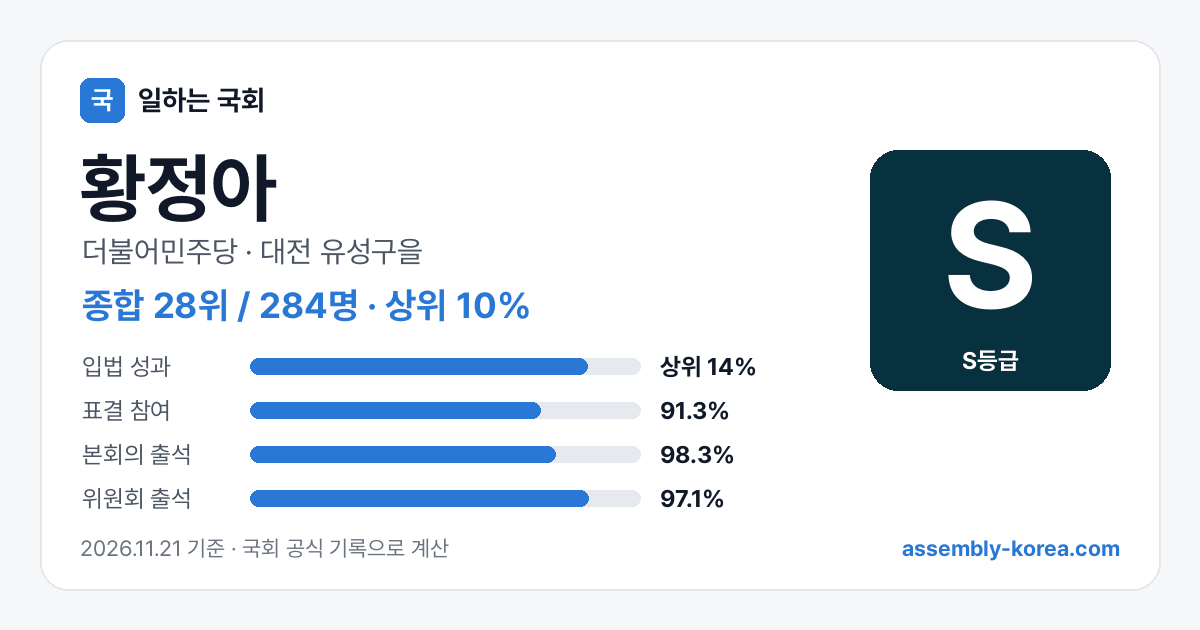 국 일하는 국회
황정아
더불어민주당 · 대전 유성구을
종합 28위 / 284명 · 상위 10%
S
S등급
입법 성과 상위 14%
표결 참여 91.3%
본회의 출석 98.3%
위원회 출석 97.1%
2026.11.21 기준 · 국회 공식 기록으로 계산
assembly-korea.com